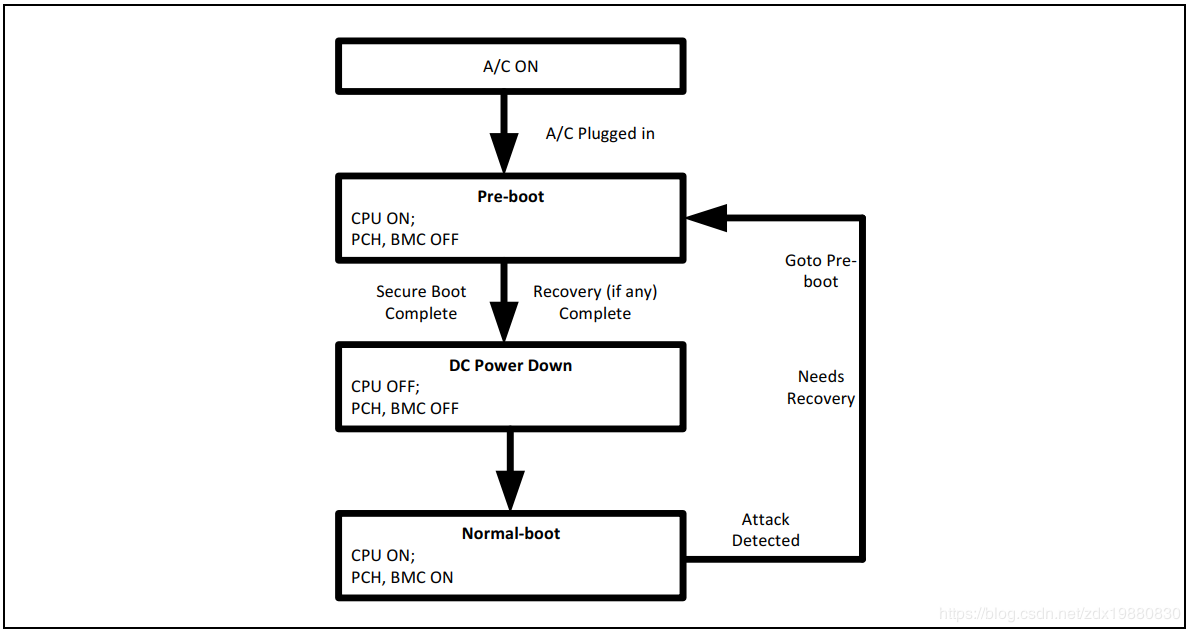 A/C ON
A/C Plugged in
Pre-boot
CPU ON;
PCH, BMC OFF
Goto Pre-
boot
Secure Boot
Complete
Recovery (if any)
Complete
DC Power Down
CPU OFF;
PCH, BMC OFF
Needs
Recovery
Normal-boot
CPU ON;
PCH, BMC ON
Attack
Detected
https://blog.csdn.net/zdx19880830